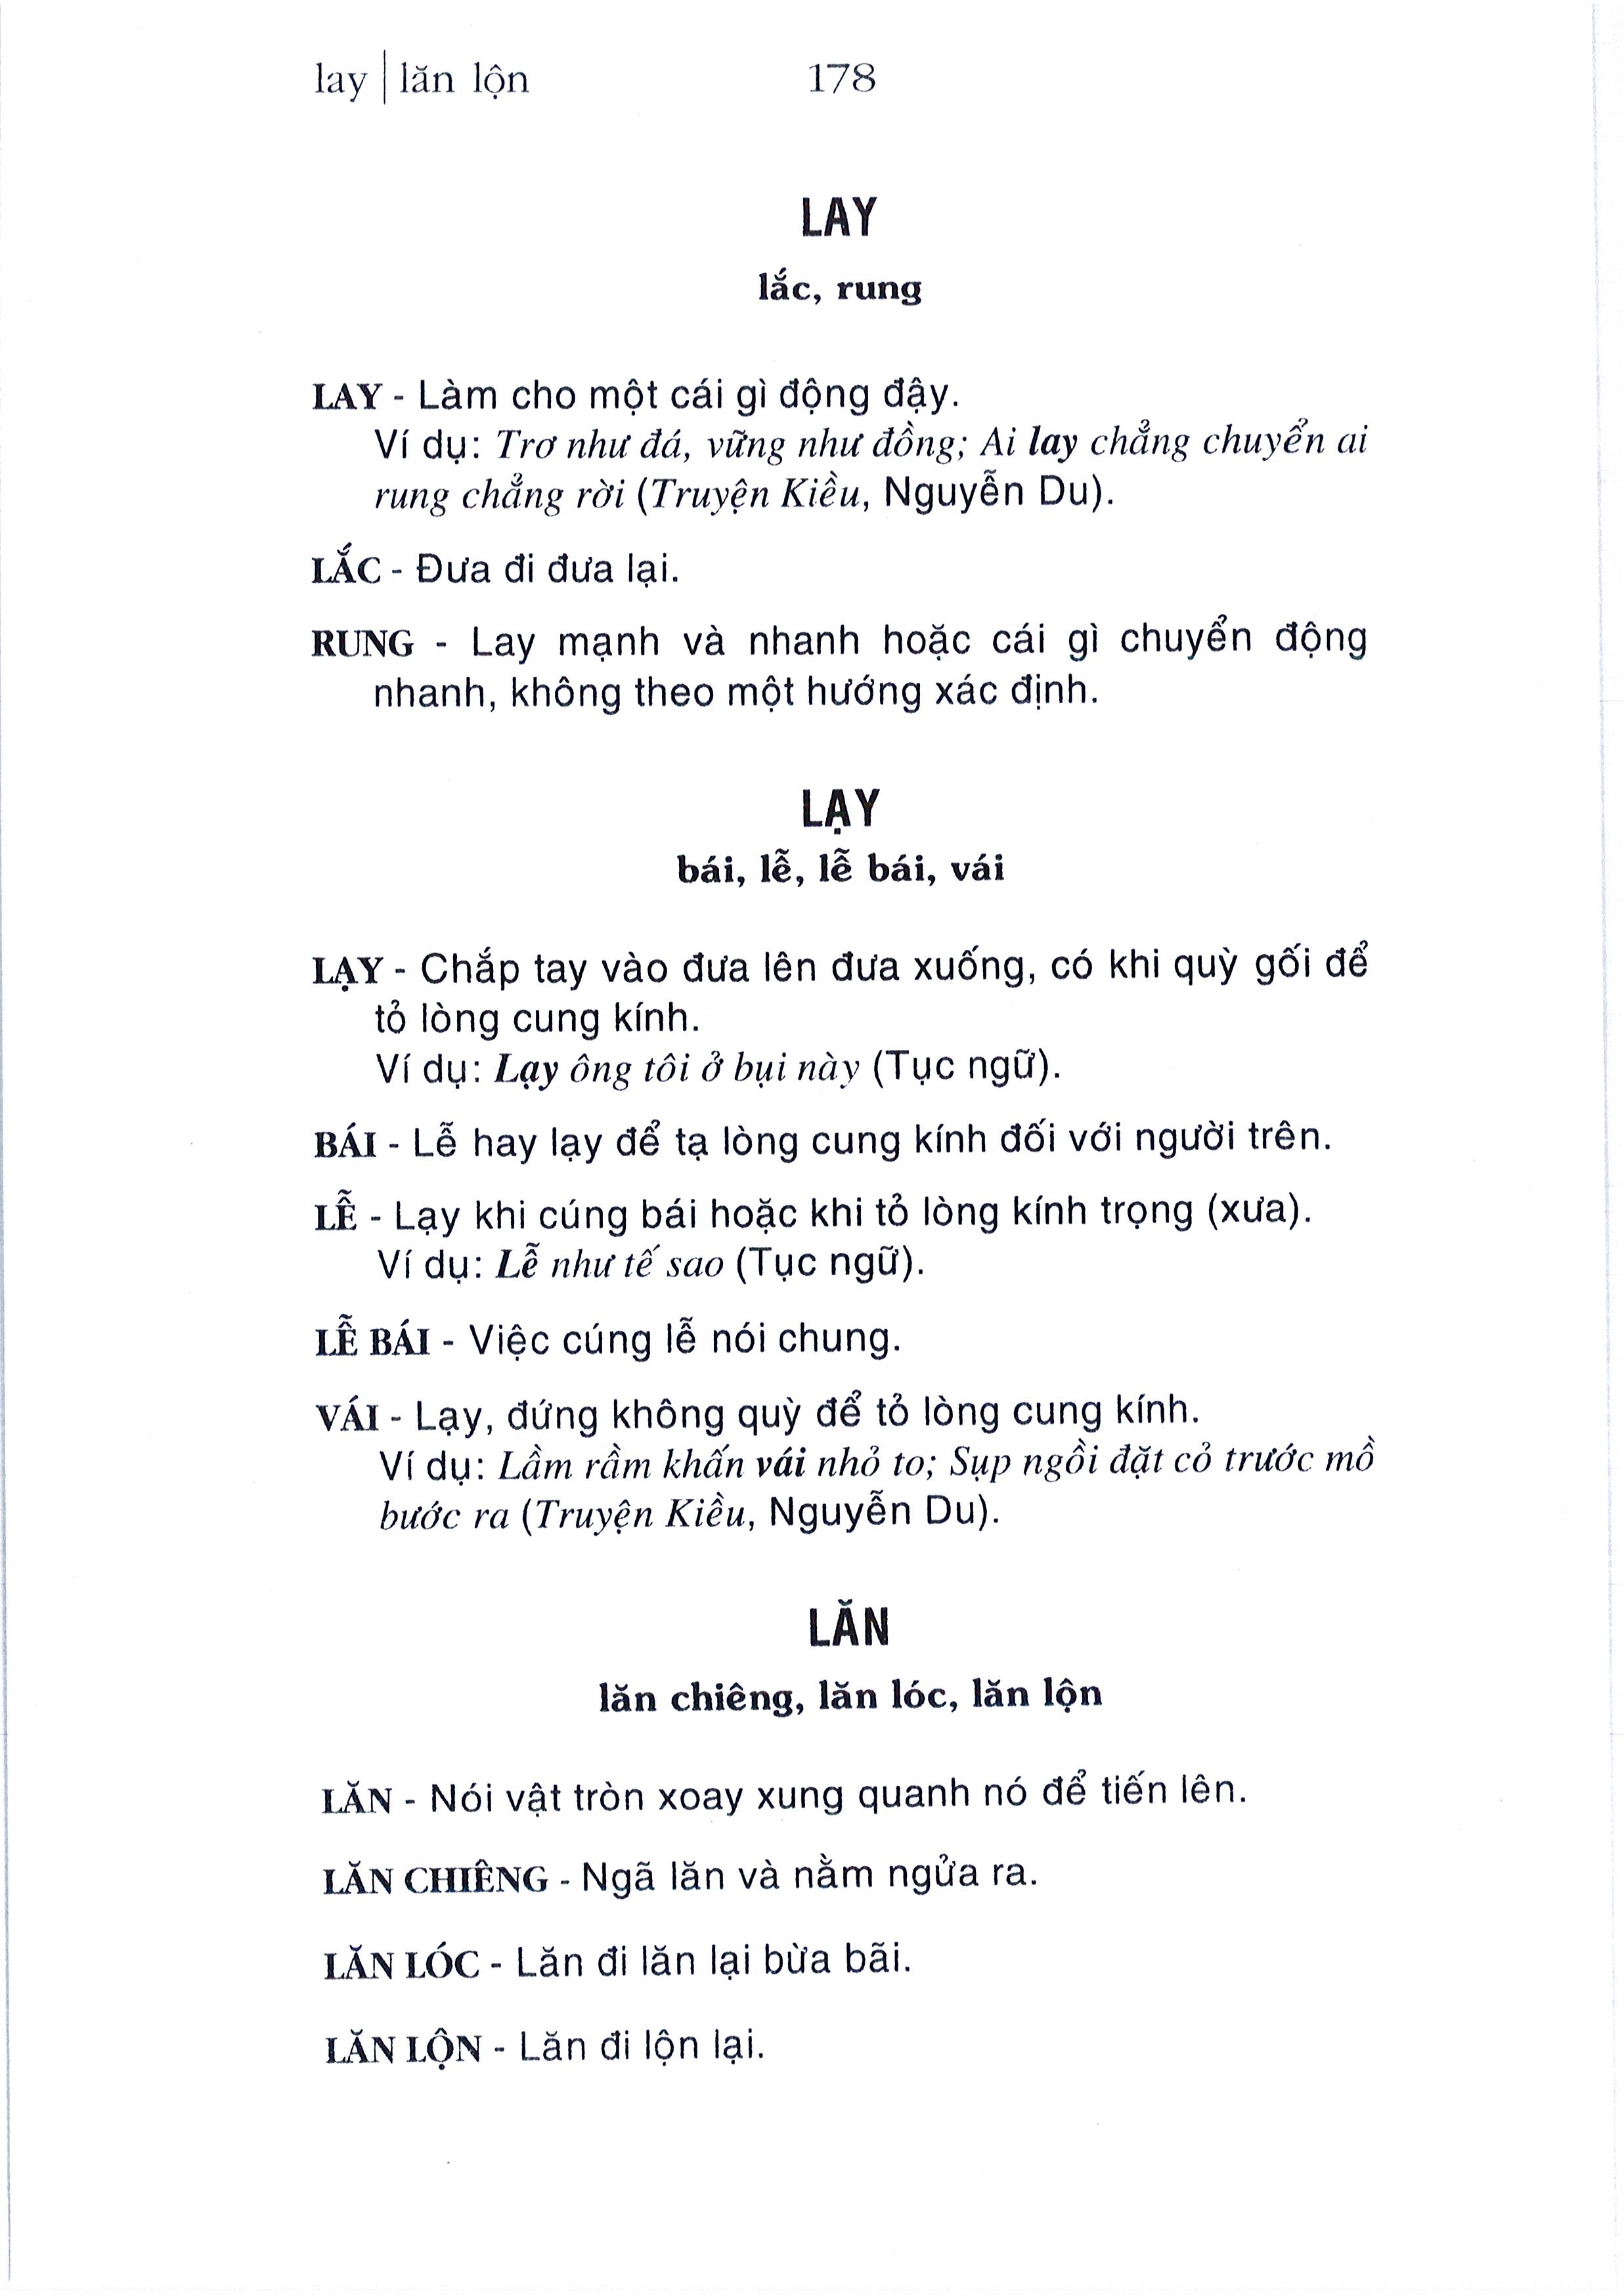 lay | lăn lộn 178
LAY
lắc, rung
LAY - Làm cho một cái gì động đậy.
Ví dụ: Trơ như đá, vững như đồng; Ai lay chẳng chuyển ai
rung chẳng rời (Truyện Kiều, Nguyễn Du).
LẮC - Đưa đi đưa lại.
RUNG - Lay mạnh và nhanh hoặc cái gì chuyển động
nhanh, không theo một hướng xác định.
LẠY
bái, lễ, lễ bái, vái
LẠY - Chắp tay vào đưa lên đưa xuống, có khi quỳ gối để
tỏ lòng cung kính.
Ví dụ: Lạy ông tôi ở bụi này (Tục ngữ).
BÁI - Lễ hay lạy để tạ lòng cung kính đối với người trên.
LỄ - Lạy khi cúng bái hoặc khi tỏ lòng kính trọng (xưa).
Ví dụ: Lễ như tế sao (Tục ngữ).
LỄ BÁI - Việc cúng lễ nói chung.
VÁI - Lạy, đứng không quỳ để tỏ lòng cung kính.
Ví dụ: Lầm rầm khấn vái nhỏ to; Sụp ngồi đặt cỏ trước mồ
bước ra (Truyện Kiều, Nguyễn Du).
LĂN
lăn chiêng, lăn lóc, lăn lộn
LĂN - Nói vật tròn xoay xung quanh nó để tiến lên.
LĂN CHIÊNG - Ngã lăn và nằm ngửa ra.
LĂN LÓC - Lăn đi lăn lại bừa bãi.
LĂN LỘN - Lăn đi lộn lại.